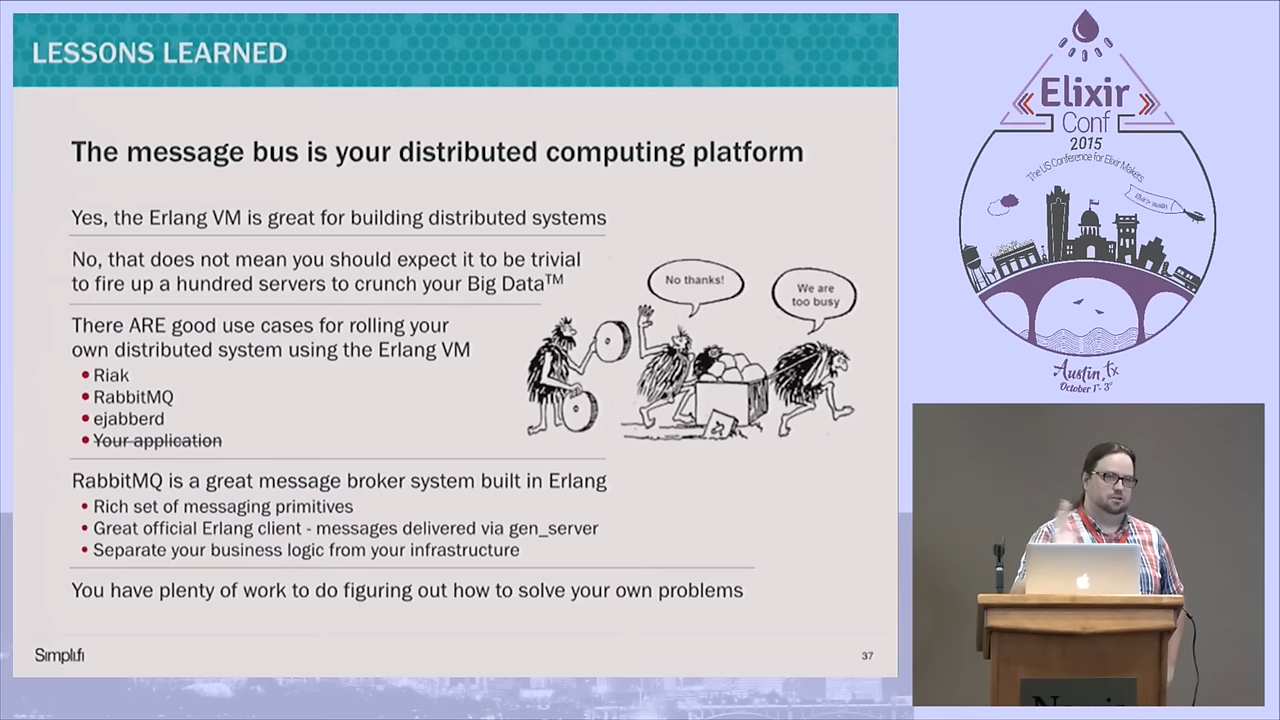 LESSONS LEARNED
The message bus is your distributed computing platform
Yes, the Erlang VM is great for building distributed systems
No, that does not mean you should expect it to be trivial
to fire up a hundred servers to crunch your Big Data™
There ARE good use cases for rolling your
own distributed system using the Erlang VM
• Riak
• RabbitMQ
• ejabberd
• Your application
No thanks!
We are
too busy
RabbitMQ is a great message broker system built in Erlang
• Rich set of messaging primitives
• Great official Erlang client - messages delivered via gen_server
• Separate your business logic from your infrastructure
You have plenty of work to do figuring out how to solve your own problems
Simpli.fi
37
Elixir
Conf
2015
The US Conference for Elixir Makers
Austin, tx
October 1st - 3rd